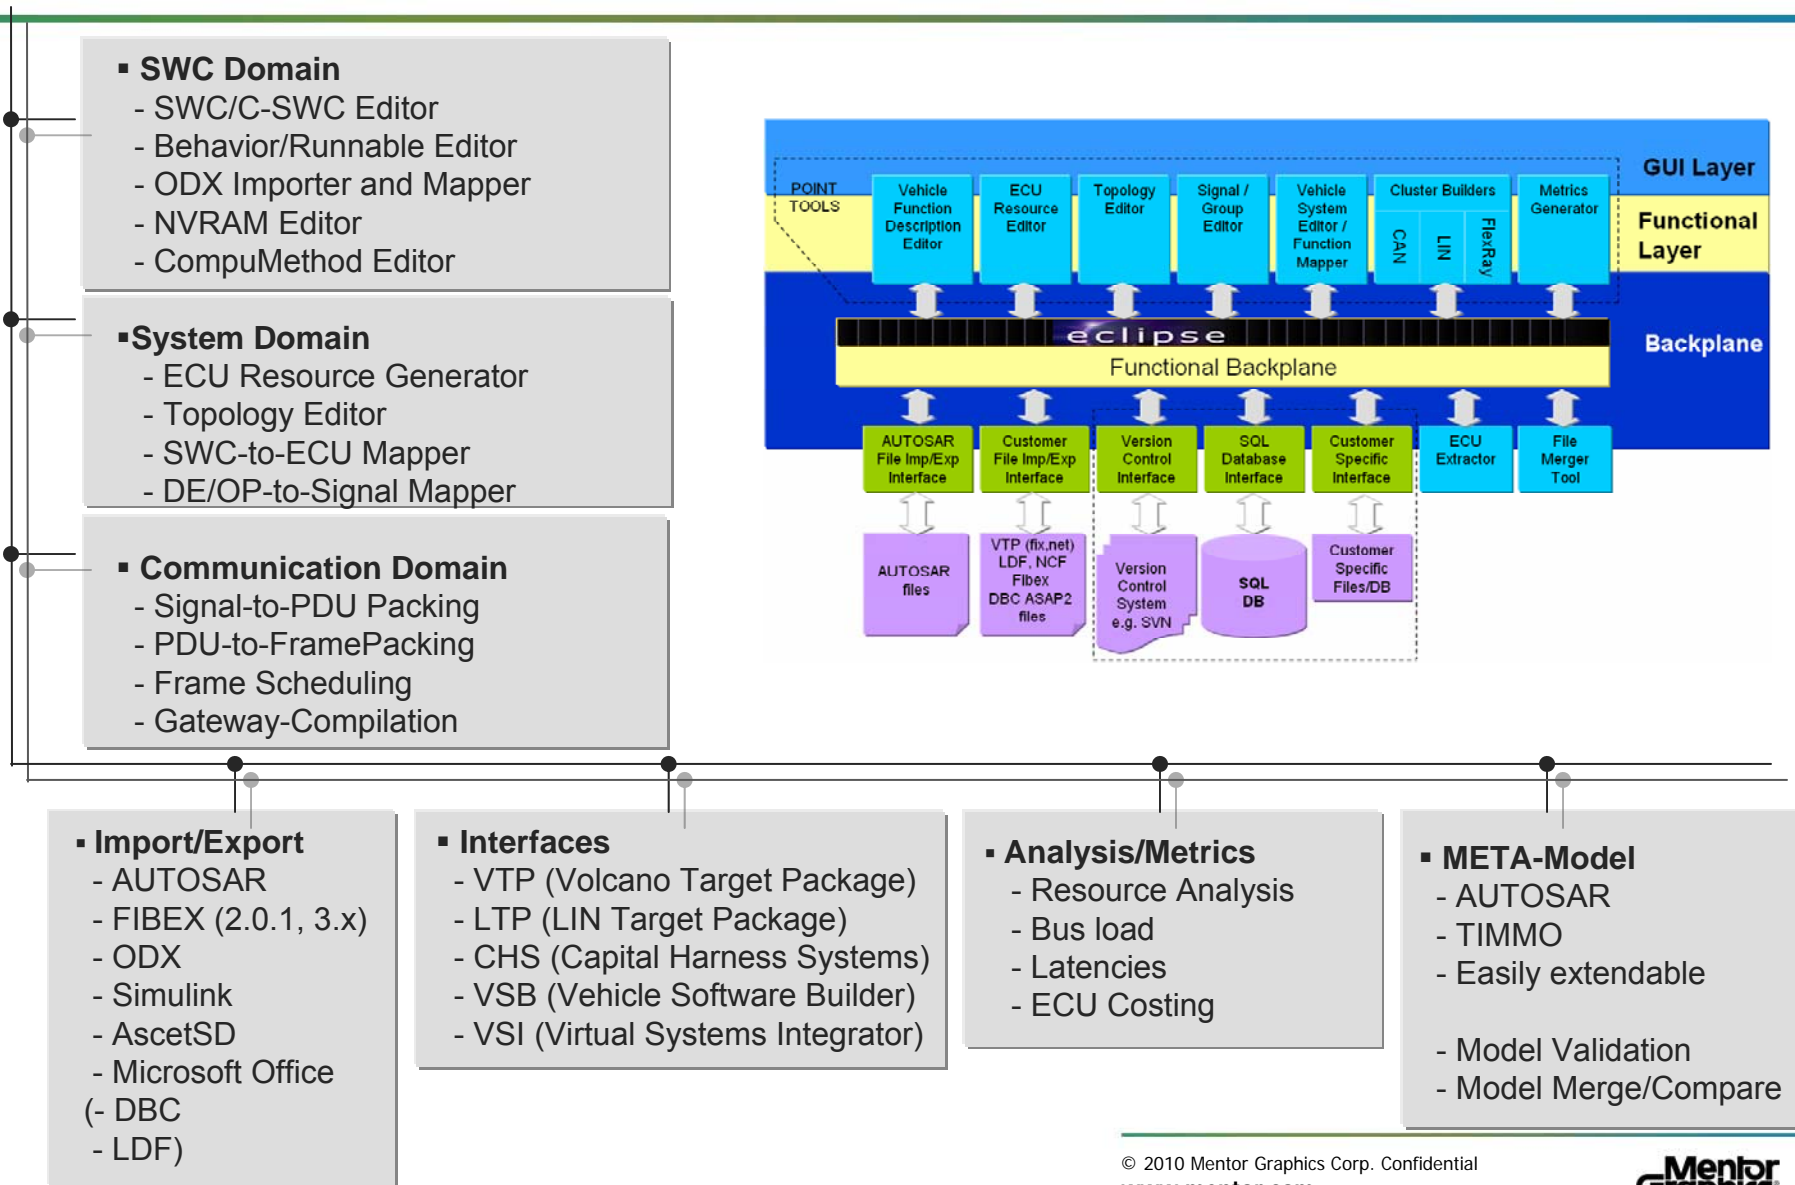 ▪ SWC Domain
- SWC/C-SWC Editor
- Behavior/Runnable Editor
- ODX Importer and Mapper
- NVRAM Editor
- CompuMethod Editor
▪System Domain
- ECU Resource Generator
- Topology Editor
- SWC-to-ECU Mapper
- DE/OP-to-Signal Mapper
▪ Communication Domain
- Signal-to-PDU Packing
- PDU-to-FramePacking
- Frame Scheduling
- Gateway-Compilation
GUI Layer
Functional
Layer
Backplane
POINT
TOOLS
Vehicle
Function
Description
Editor
ECU
Resource
Editor
Topology
Editor
Signal /
Group
Editor
Vehicle
System
Editor /
Function
Mapper
Cluster Builders
CAN
LIN
FlexRay
Metrics
Generator
eclipse
Functional Backplane
AUTOSAR
File Imp/Exp
Interface
Customer
File Imp/Exp
Interface
Version
Control
Interface
SQL
Database
Interface
Customer
Specific
Interface
ECU
Extractor
File
Merger
Tool
AUTOSAR
files
VTP (fix,net)
LDF, NCF
Fibex
DBC ASAP2
files
Version
Control
System
e.g. SVN
SQL
DB
Customer
Specific
Files/DB
▪ Import/Export
- AUTOSAR
- FIBEX (2.0.1, 3.x)
- ODX
- Simulink
- AscetSD
- Microsoft Office
(- DBC
- LDF)
▪ Interfaces
- VTP (Volcano Target Package)
- LTP (LIN Target Package)
- CHS (Capital Harness Systems)
- VSB (Vehicle Software Builder)
- VSI (Virtual Systems Integrator)
▪ Analysis/Metrics
- Resource Analysis
- Bus load
- Latencies
- ECU Costing
▪ META-Model
- AUTOSAR
- TIMMO
- Easily extendable
- Model Validation
- Model Merge/Compare
© 2010 Mentor Graphics Corp. Confidential
www.mentor.com
Mentor
Graphics